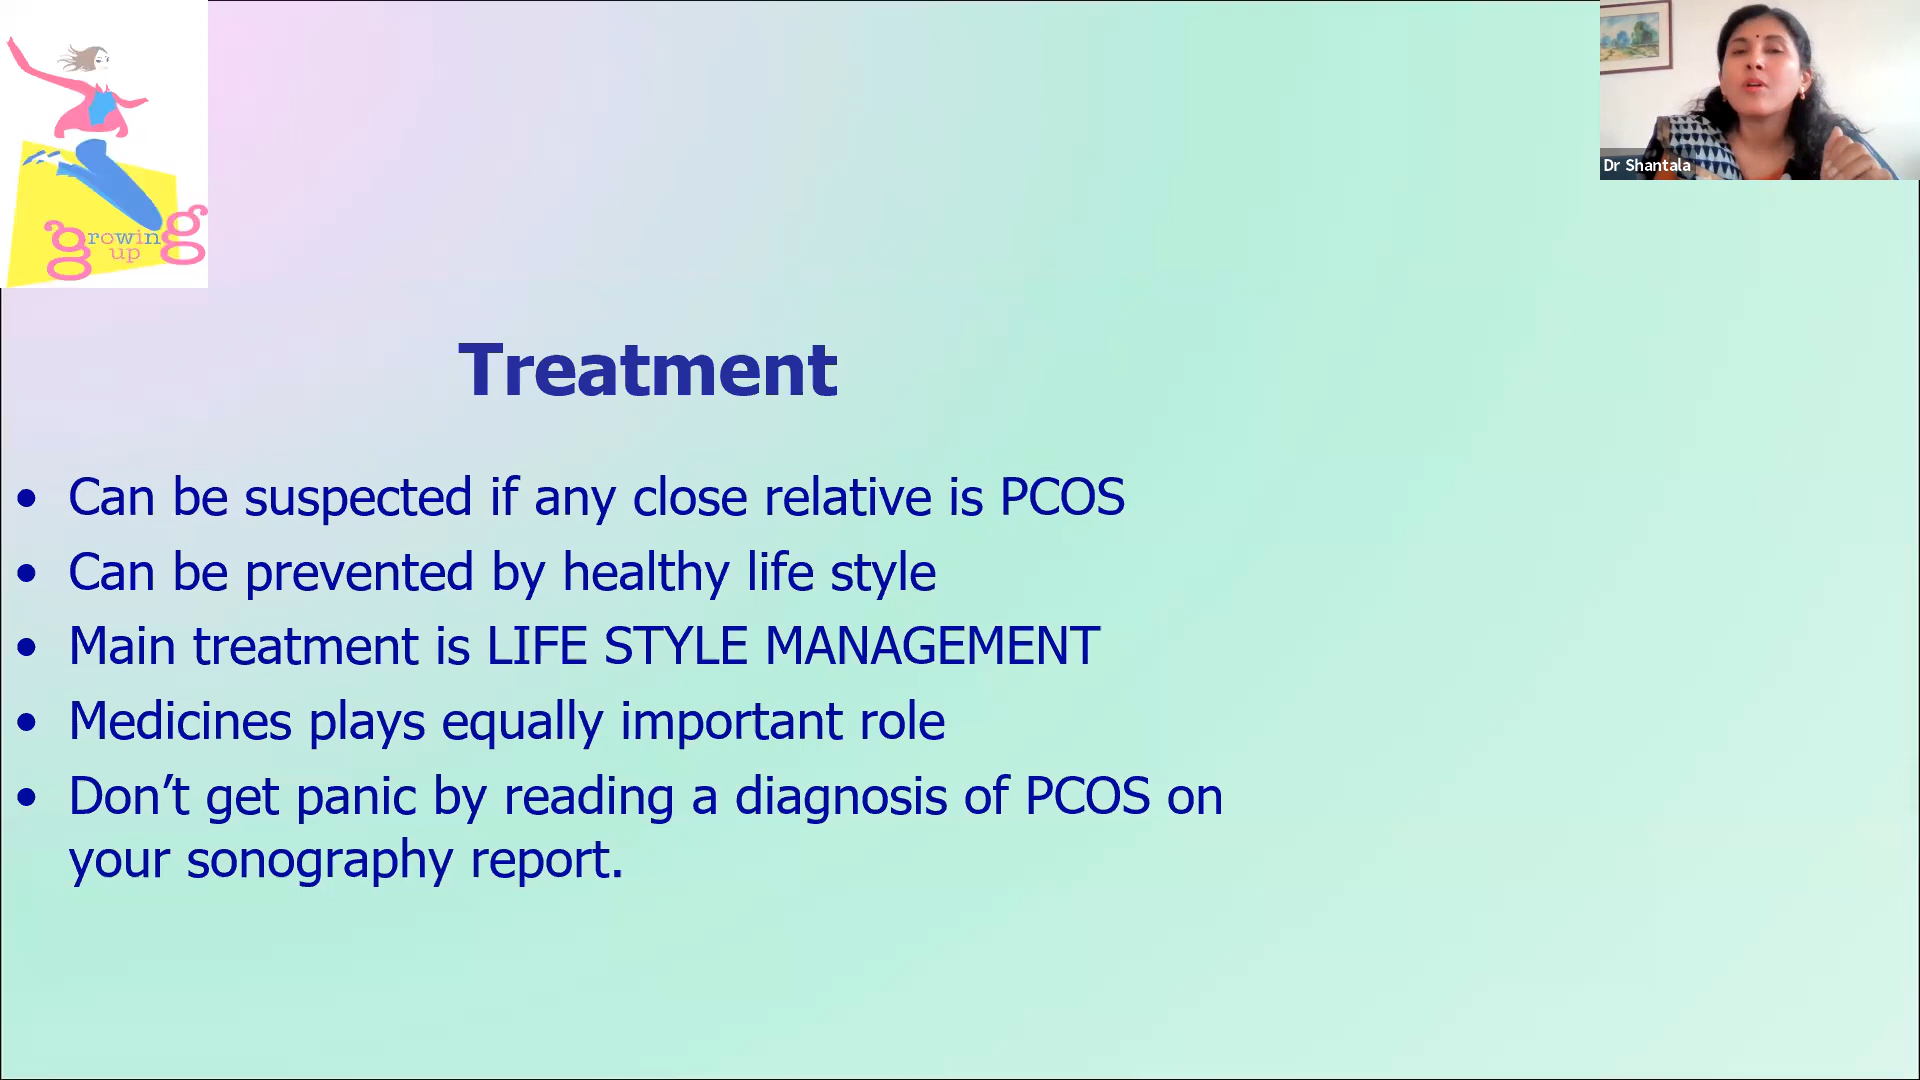 growing
up
Dr Shantala
Treatment
• Can be suspected if any close relative is PCOS
• Can be prevented by healthy life style
• Main treatment is LIFE STYLE MANAGEMENT
• Medicines plays equally important role
• Don’t get panic by reading a diagnosis of PCOS on
your sonography report.